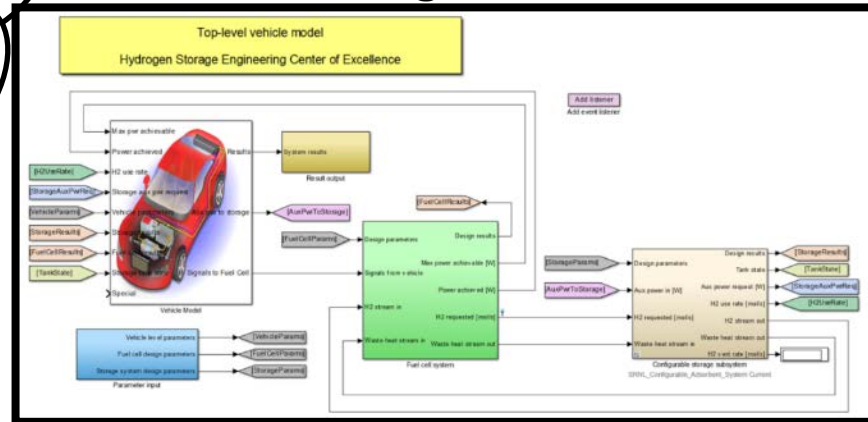 Top-level vehicle model
Hydrogen Storage Engineering Center of Excellence
Add listener
Add event listener
Max pwr achievable
Power achieved
H2 use rate
Storage aux pwr request
Results
Signals to Fuel Cell
Special
Vehicle Model
[H2UseRate]
[StorageAuxPwrReq]
[VehicleParams]
[StorageResults]
[FuelCellResults]
[TankState]
System results
Result output
[AuxPwrToStorage]
[FuelCellParams]
[FuelCellResults]
Design parameters
Signals from vehicle
H2 stream in
Waste heat stream in
Design results
Max power achievable [W]
Power achieved [W]
H2 requested [mol/s]
Waste heat stream out
Fuel cell system
[StorageParams]
[AuxPwrToStorage]
Design parameters
Aux power in [W]
H2 requested [mol/s]
Waste heat stream in
Design results
Tank state
Aux power request [W]
H2 use rate [mol/s]
H2 stream out
Waste heat stream out
H2 vent rate [mol/s]
Configurable storage subsystem
SRNL_Configurable_Adsorbent_System Current
[StorageResults]
[TankState]
[StorageAuxPwrReq]
[H2UseRate]
Vehicle level parameters
Fuel cell design parameters
Storage system design parameters
Parameter input
[VehicleParams]
[FuelCellParams]
[StorageParams]